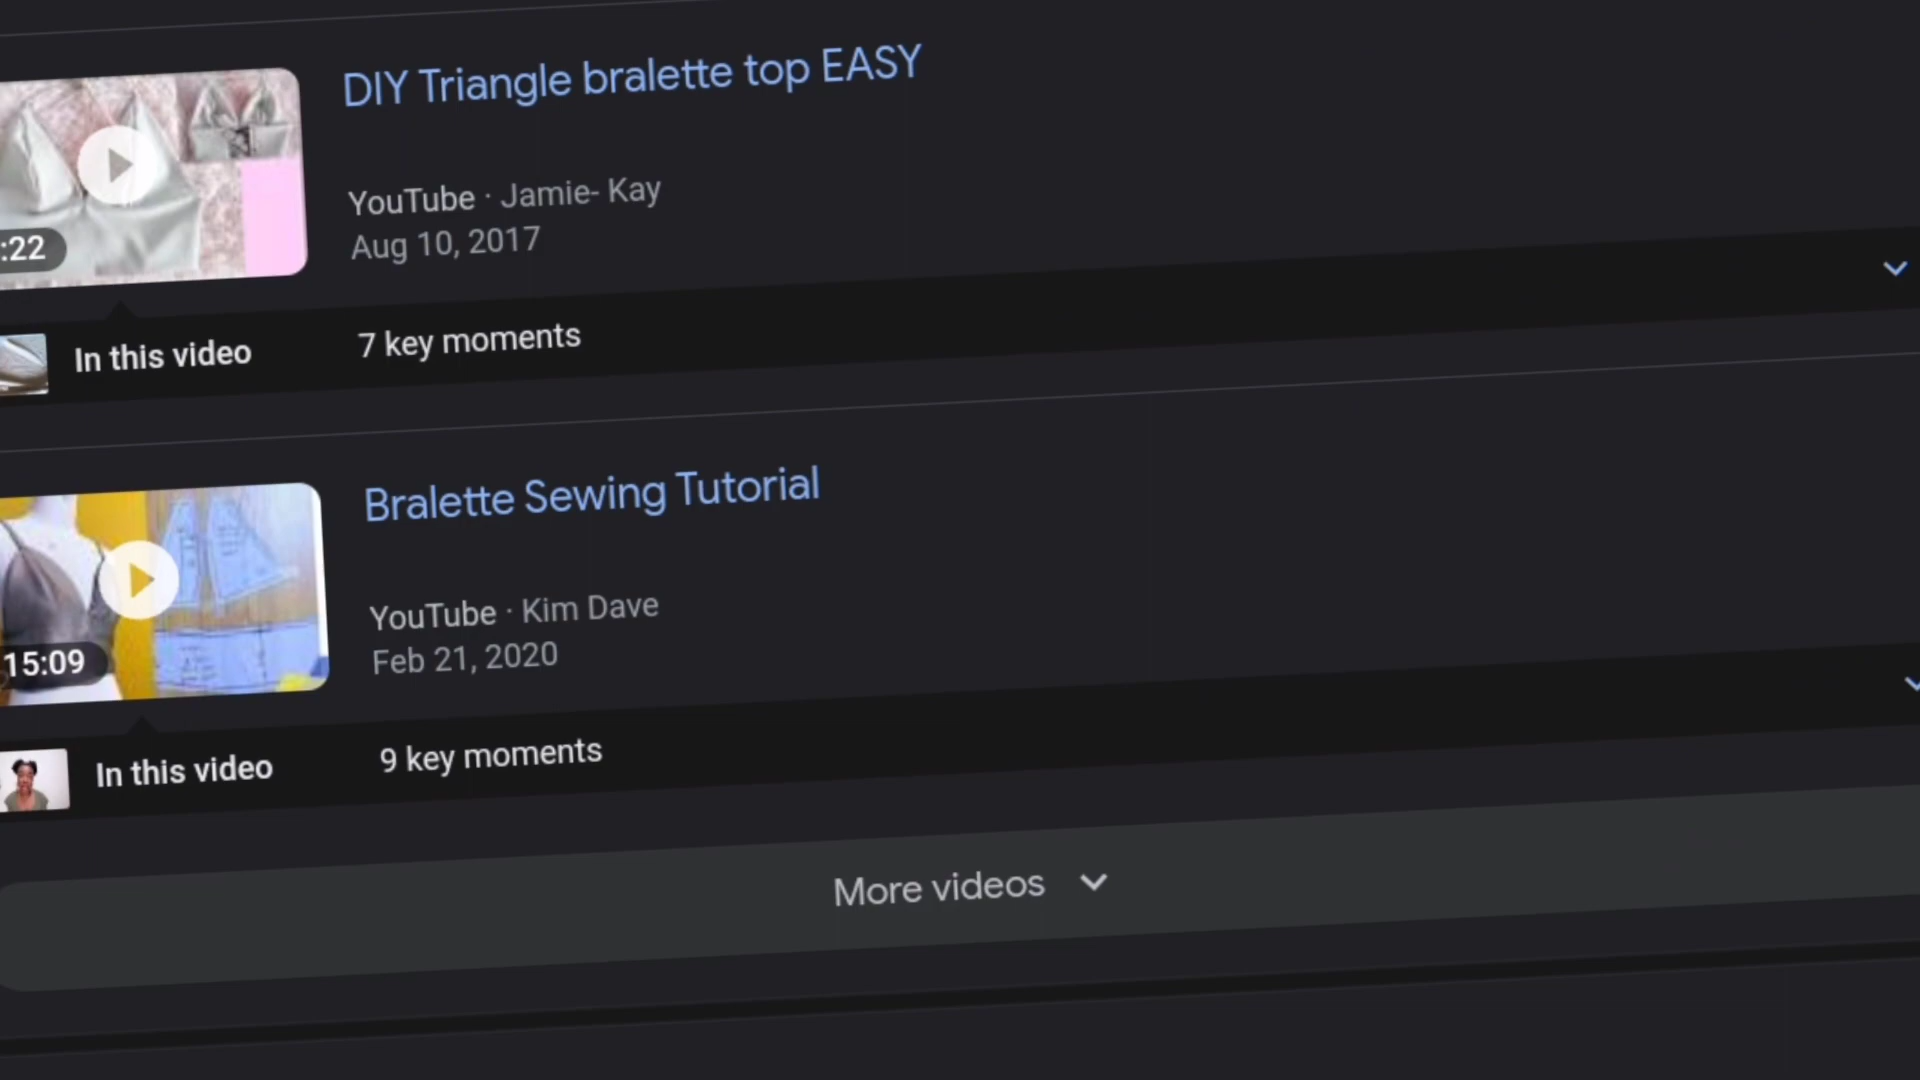 DIY Triangle bralette top EASY
YouTube · Jamie- Kay
Aug 10, 2017
:22
In this video
7 key moments
Bralette Sewing Tutorial
YouTube · Kim Dave
Feb 21, 2020
15:09
In this video
9 key moments
More videos